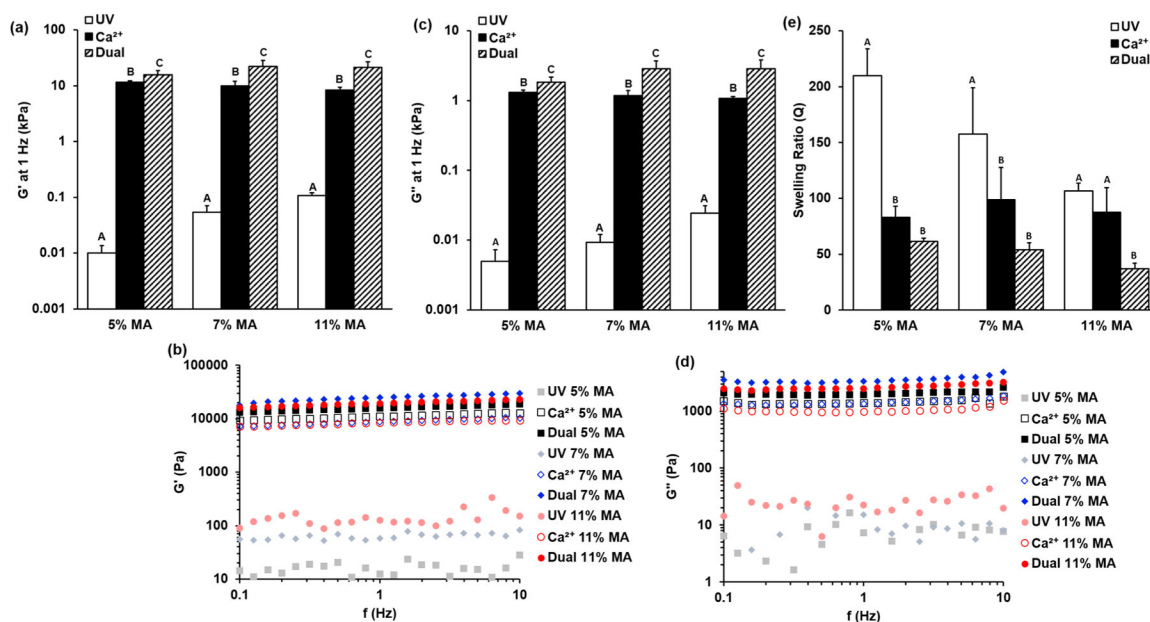 (a)
UV
Ca²⁺
Dual
G' at 1 Hz (kPa)
100
10
1
0.1
0.01
0.001
A
B
C
A
B
C
A
B
C
5% MA
7% MA
11% MA
(c)
UV
Ca²⁺
Dual
G'' at 1 Hz (kPa)
100
10
1
0.1
0.01
0.001
A
B
C
A
B
C
A
B
C
5% MA
7% MA
11% MA
(e)
UV
Ca²⁺
Dual
Swelling Ratio (Q)
250
200
150
100
50
0
A
B
B
A
B
B
A
A
B
5% MA
7% MA
11% MA
(b)
G' (Pa)
100000
10000
1000
100
10
0.1
1
10
f (Hz)
UV 5% MA
Ca²⁺ 5% MA
Dual 5% MA
UV 7% MA
Ca²⁺ 7% MA
Dual 7% MA
UV 11% MA
Ca²⁺ 11% MA
Dual 11% MA
(d)
G'' (Pa)
1000
100
10
1
0.1
1
10
f (Hz)
UV 5% MA
Ca²⁺ 5% MA
Dual 5% MA
UV 7% MA
Ca²⁺ 7% MA
Dual 7% MA
UV 11% MA
Ca²⁺ 11% MA
Dual 11% MA